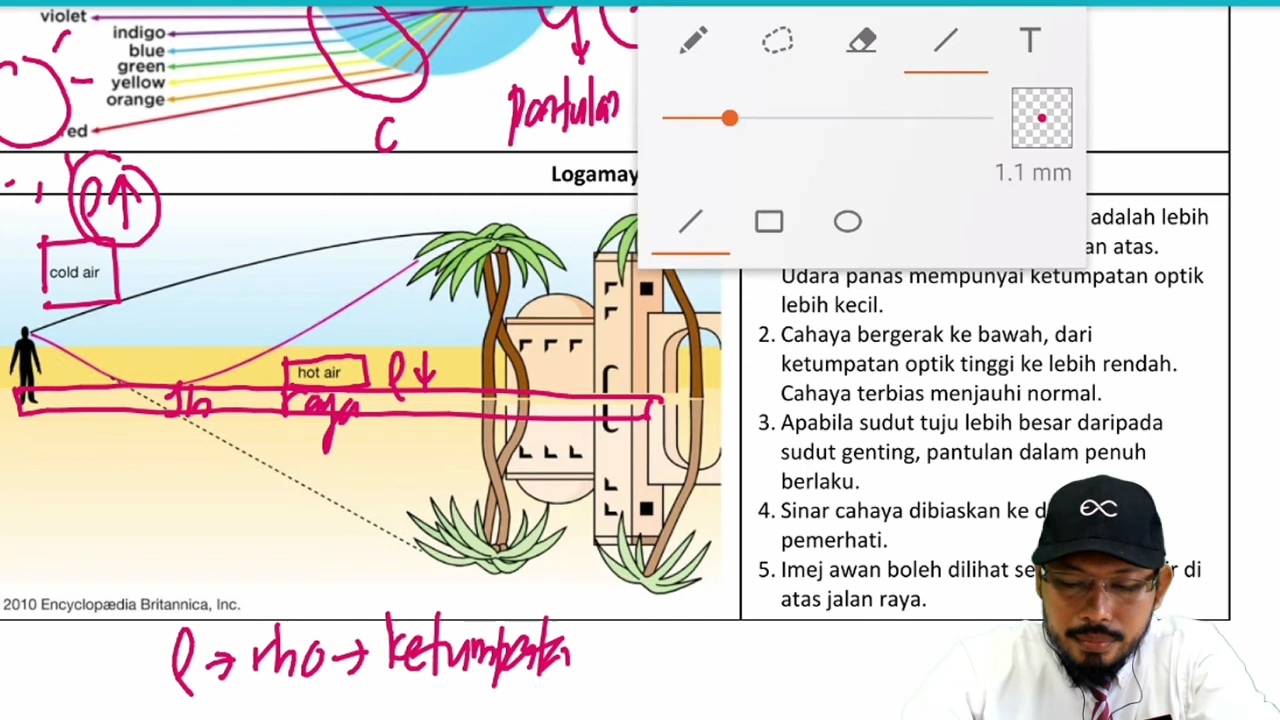 violet
indigo
blue
green
yellow
orange
red
C
pantulan
T
1.1 mm
Logamay
ρ↑
cold air
hot air
ρ↓
Jln raya
adalah lebih
an atas.
Udara panas mempunyai ketumpatan optik
lebih kecil.
2. Cahaya bergerak ke bawah, dari
ketumpatan optik tinggi ke lebih rendah.
Cahaya terbias menjauhi normal.
3. Apabila sudut tuju lebih besar daripada
sudut genting, pantulan dalam penuh
berlaku.
4. Sinar cahaya dibiaskan ke d
pemerhati.
5. Imej awan boleh dilihat se r di
atas jalan raya.
2010 Encyclopædia Britannica, Inc.
ρ → rho → ketumpata